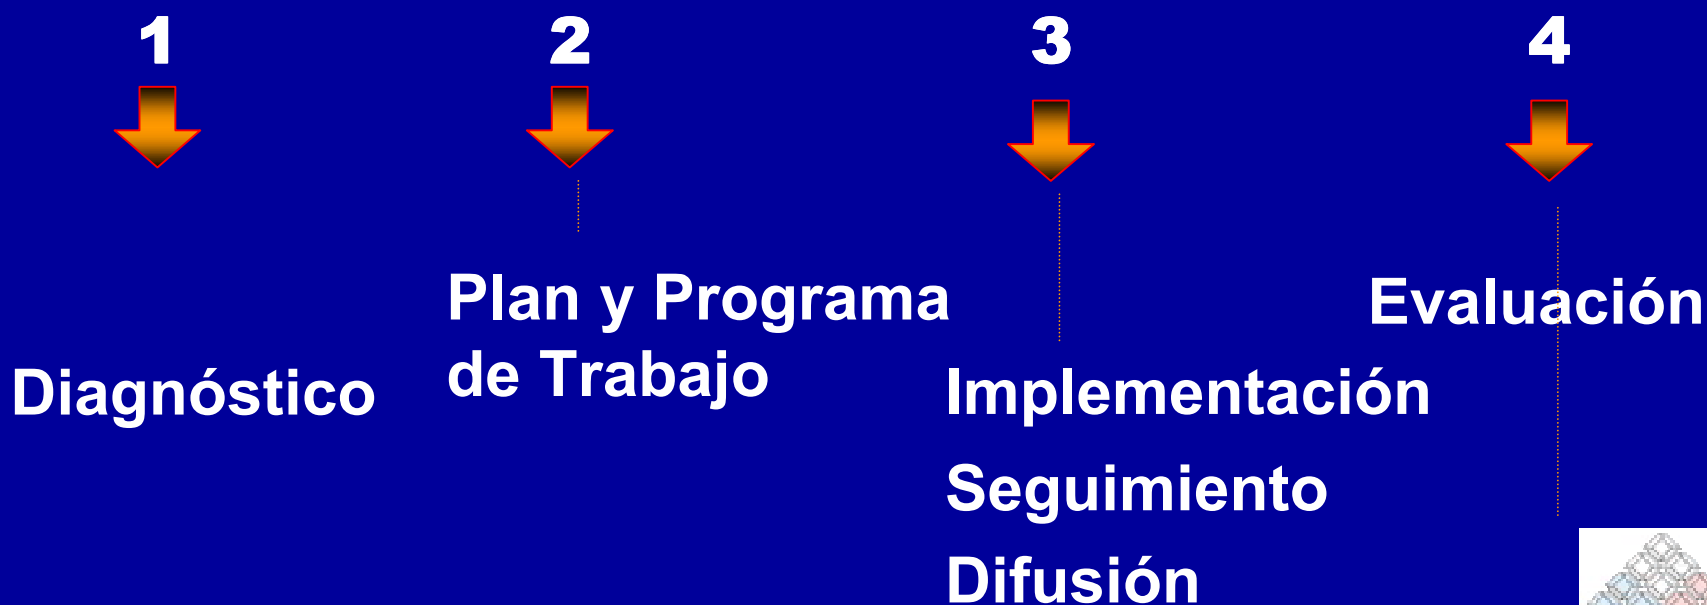 1
2
3
4
Diagnóstico
Plan y Programa
de Trabajo
Implementación
Seguimiento
Difusión
Evaluación